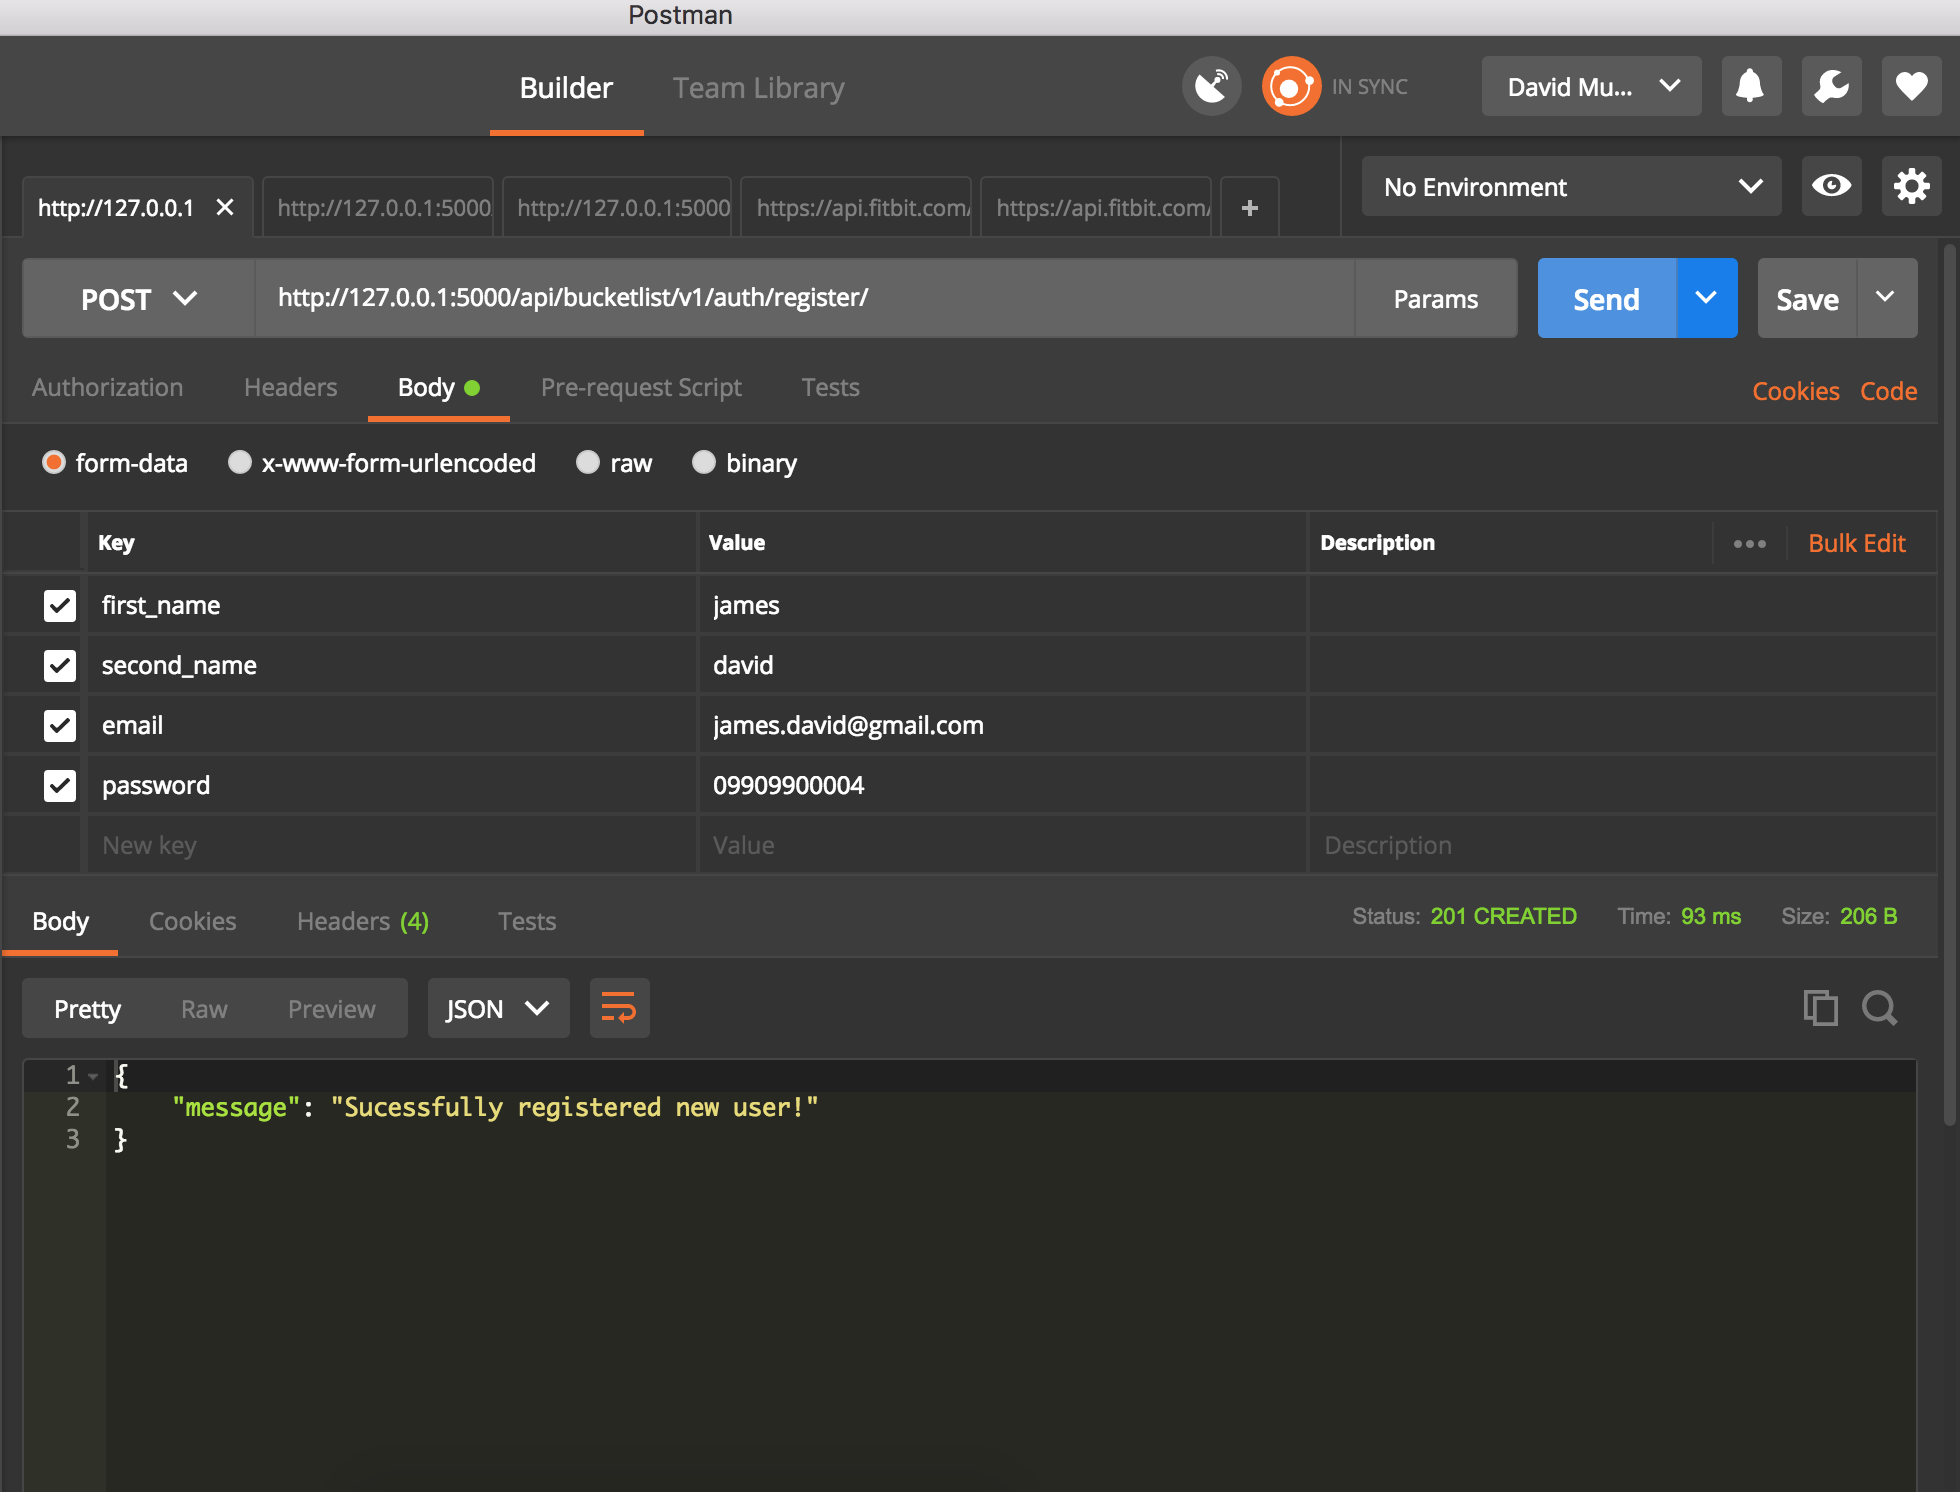 Postman
Builder Team Library IN SYNC David Mu...
http://127.0.0.1 http://127.0.0.1:5000 http://127.0.0.1:5000 https://api.fitbit.com/ https://api.fitbit.com/ + No Environment
POST http://127.0.0.1:5000/api/bucketlist/v1/auth/register/ Params Send Save
Authorization Headers Body Pre-request Script Tests Cookies Code
form-data x-www-form-urlencoded raw binary
Key Value Description ••• Bulk Edit
first_name james
second_name david
email james.david@gmail.com
password 09909900004
New key Value Description
Body Cookies Headers (4) Tests Status: 201 CREATED Time: 93 ms Size: 206 B
Pretty Raw Preview JSON
1 {
2 "message": "Sucessfully registered new user!"
3 }